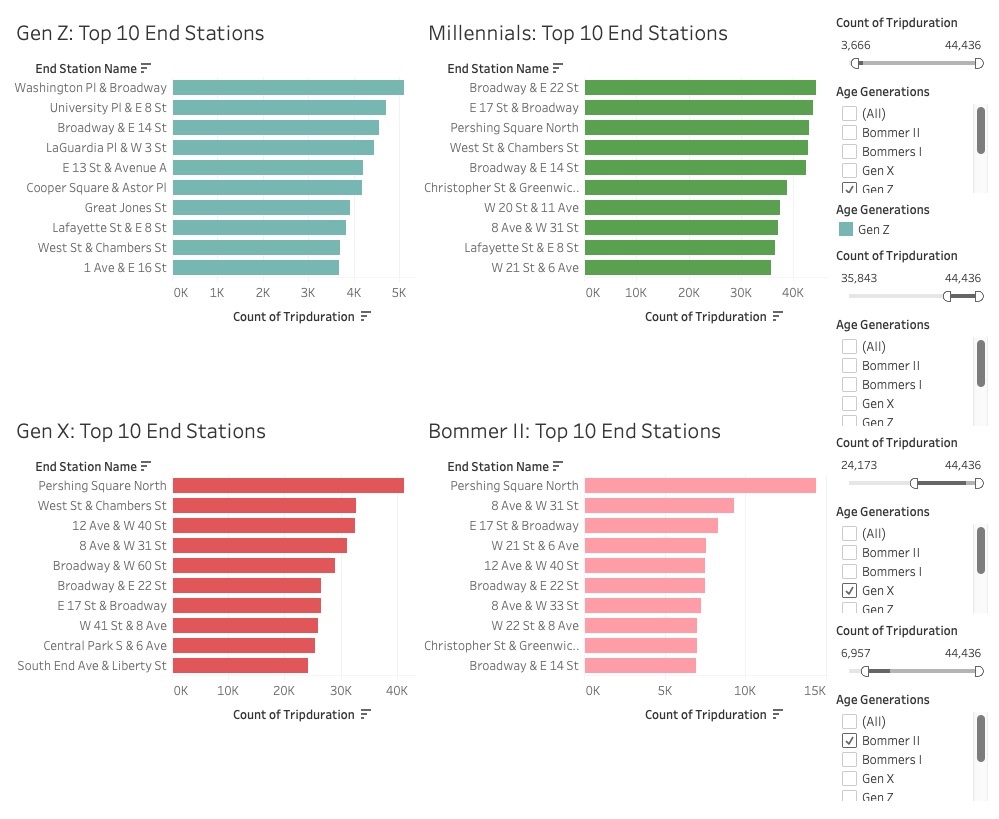 Gen Z: Top 10 End Stations
End Station Name
Washington Pl & Broadway
University Pl & E 8 St
Broadway & E 14 St
LaGuardia Pl & W 3 St
E 13 St & Avenue A
Cooper Square & Astor Pl
Great Jones St
Lafayette St & E 8 St
West St & Chambers St
1 Ave & E 16 St
0K 1K 2K 3K 4K 5K
Count of Tripduration
Millennials: Top 10 End Stations
End Station Name
Broadway & E 22 St
E 17 St & Broadway
Pershing Square North
West St & Chambers St
Broadway & E 14 St
Christopher St & Greenwic..
W 20 St & 11 Ave
8 Ave & W 31 St
Lafayette St & E 8 St
W 21 St & 6 Ave
0K 10K 20K 30K 40K
Count of Tripduration
Gen X: Top 10 End Stations
End Station Name
Pershing Square North
West St & Chambers St
12 Ave & W 40 St
8 Ave & W 31 St
Broadway & W 60 St
Broadway & E 22 St
E 17 St & Broadway
W 41 St & 8 Ave
Central Park S & 6 Ave
South End Ave & Liberty St
0K 10K 20K 30K 40K
Count of Tripduration
Bommer II: Top 10 End Stations
End Station Name
Pershing Square North
8 Ave & W 31 St
E 17 St & Broadway
W 21 St & 6 Ave
12 Ave & W 40 St
Broadway & E 22 St
8 Ave & W 33 St
W 22 St & 8 Ave
Christopher St & Greenwic..
Broadway & E 14 St
0K 5K 10K 15K
Count of Tripduration
Count of Tripduration
3,666 44,436
Age Generations
(All)
Bommer II
Bommers I
Gen X
Gen Z
Age Generations
Gen Z
Count of Tripduration
35,843 44,436
Age Generations
(All)
Bommer II
Bommers I
Gen X
Gen Z
Count of Tripduration
24,173 44,436
Age Generations
(All)
Bommer II
Bommers I
Gen X
Gen Z
Count of Tripduration
6,957 44,436
Age Generations
(All)
Bommer II
Bommers I
Gen X
Gen Z